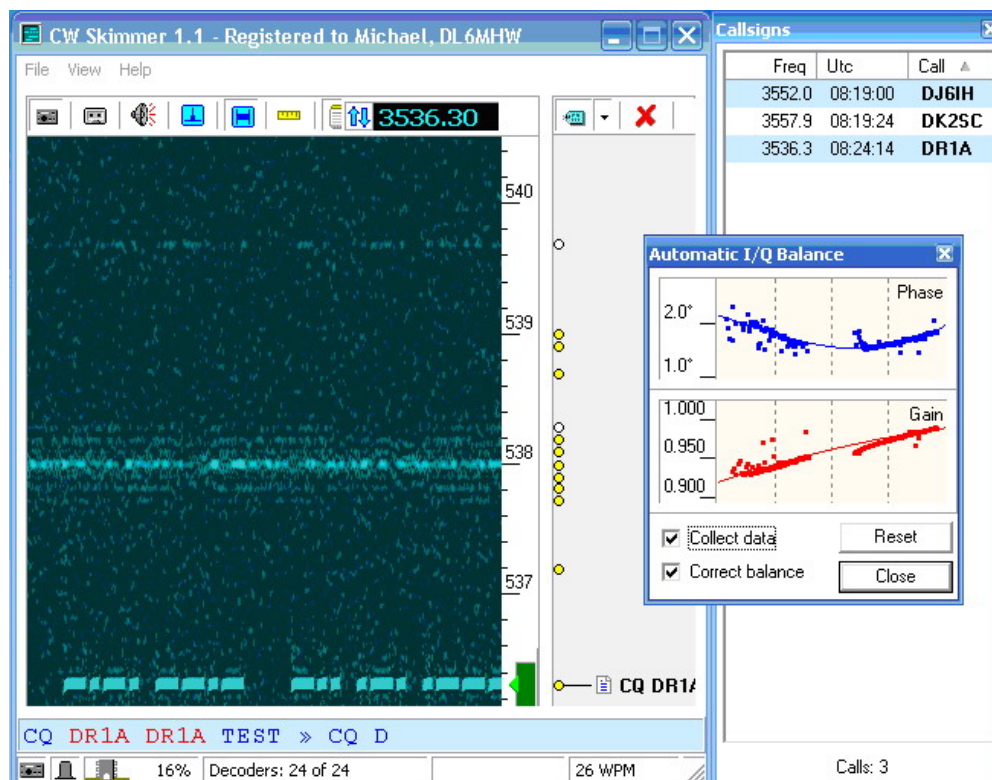 CW Skimmer 1.1 - Registered to Michael, DL6MHW
File View Help
3536.30
540
539
538
537
CQ DR1A
CQ DR1A DR1A TEST » CQ D
16% Decoders: 24 of 24 26 WPM
Callsigns
Freq Utc Call
3552.0 08:19:00 DJ6IH
3557.9 08:19:24 DK2SC
3536.3 08:24:14 DR1A
Automatic I/Q Balance
Phase
2.0°
1.0°
1.000
Gain
0.950
0.900
Collect data Reset
Correct balance Close
Calls: 3